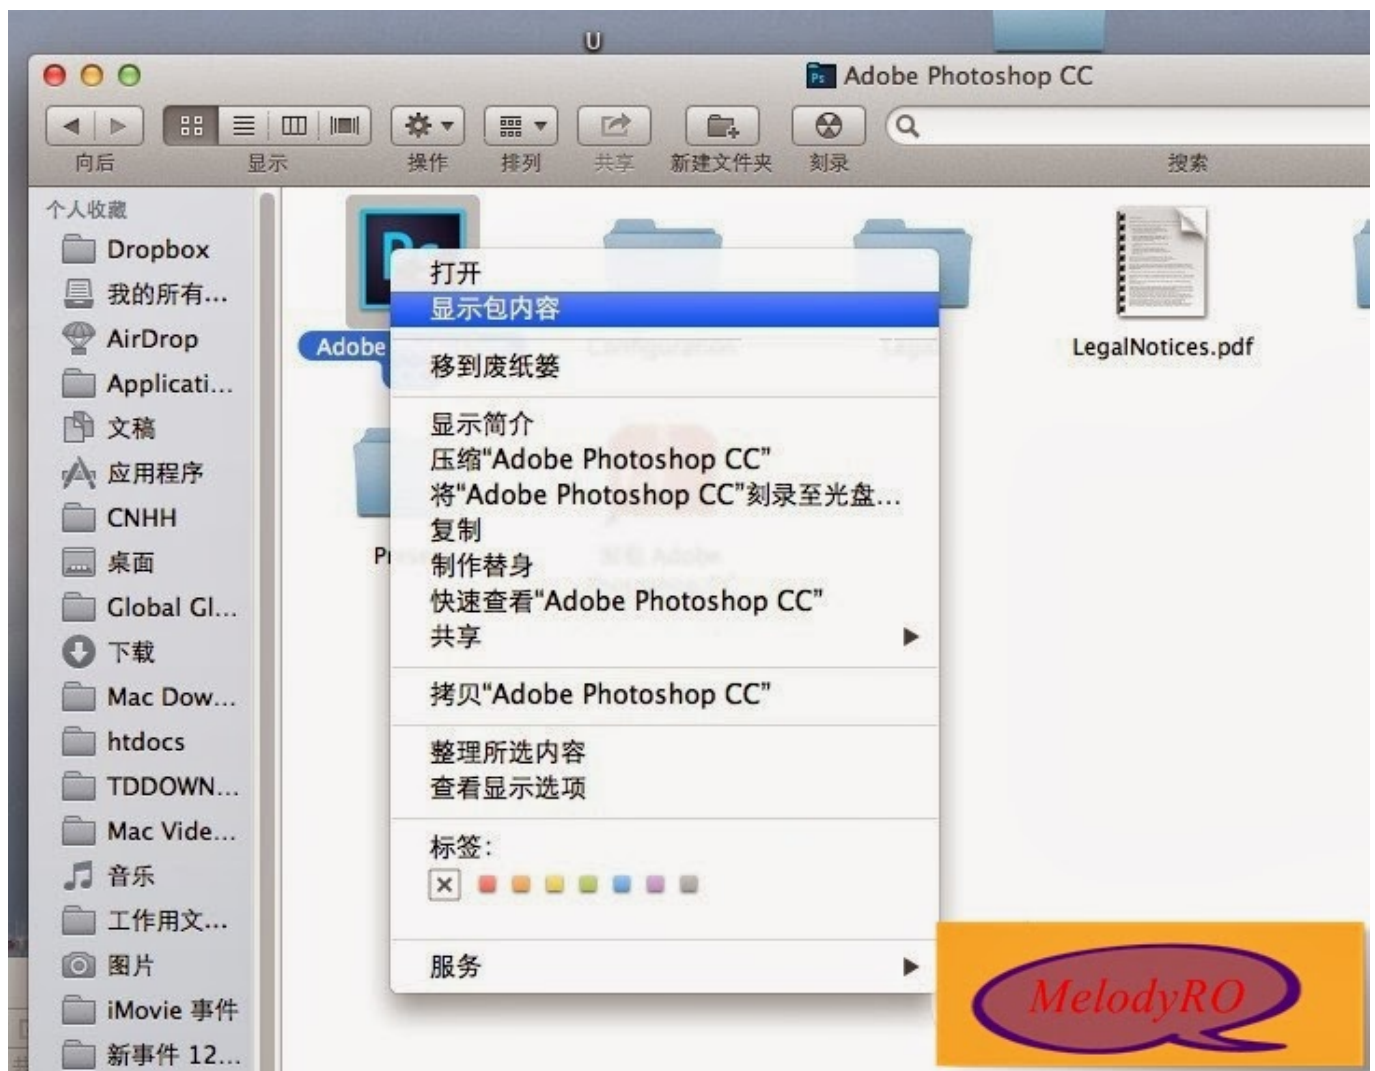 U
Adobe Photoshop CC
向后
显示
操作
排列
共享
新建文件夹
刻录
搜索
个人收藏
Dropbox
我的所有...
AirDrop
Applicati...
文稿
应用程序
CNHH
桌面
Global Gl...
下载
Mac Dow...
htdocs
TDDOWN...
Mac Vide...
音乐
工作用文...
图片
iMovie 事件
新事件 12...
Ps
Adobe
LegalNotices.pdf
打开
显示包内容
移到废纸篓
显示简介
压缩“Adobe Photoshop CC”
将“Adobe Photoshop CC”刻录至光盘...
复制
制作替身
快速查看“Adobe Photoshop CC”
共享
拷贝“Adobe Photoshop CC”
整理所选内容
查看显示选项
标签：
服务
MelodyRO